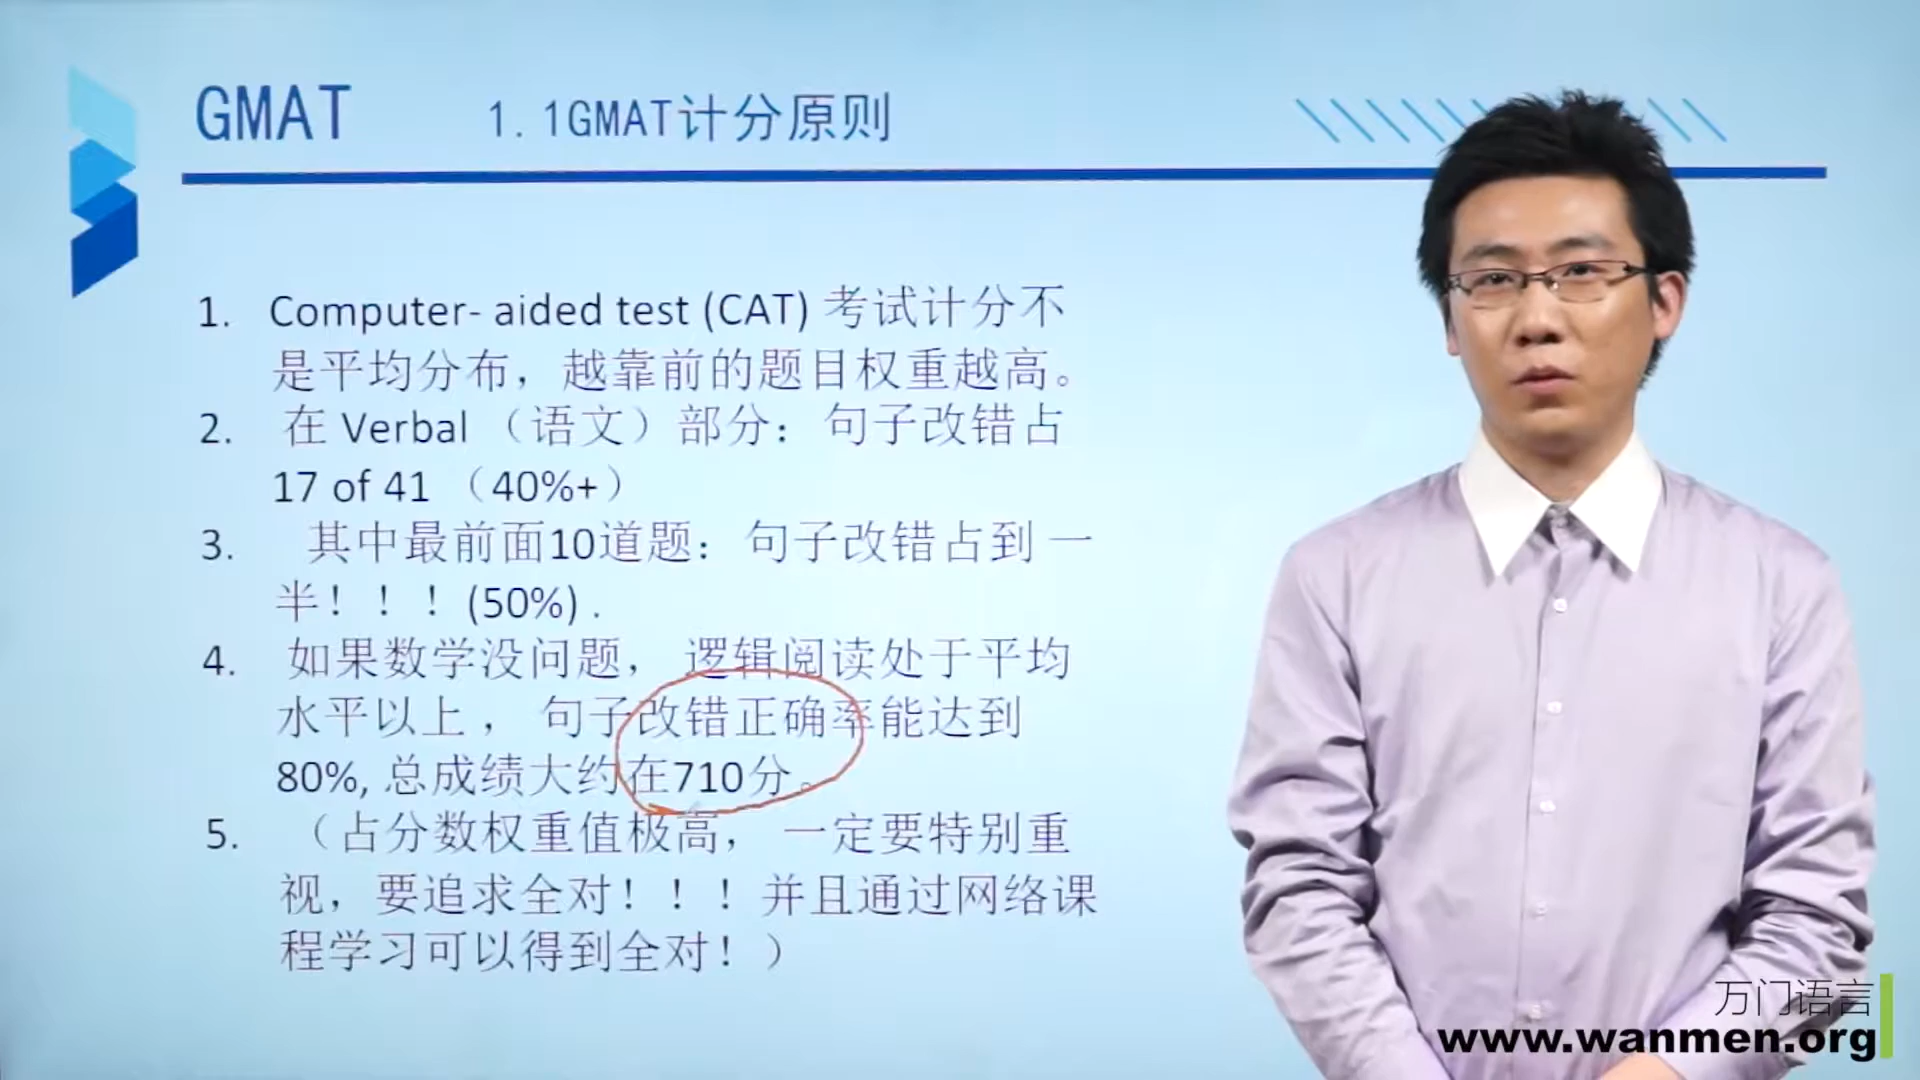 GMAT 1.1GMAT计分原则
1. Computer- aided test (CAT) 考试计分不
是平均分布，越靠前的题目权重越高。
2. 在 Verbal （语文）部分： 句子改错占
17 of 41 （40%+）
3. 其中最前面10道题： 句子改错占到 一
半！！！(50%) .
4. 如果数学没问题， 逻辑阅读处于平均
水平以上， 句子改错正确率能达到
80%, 总成绩大约在710分。
5. （占分数权重值极高， 一定要特别重
视，要追求全对！！！并且通过网络课
程学习可以得到全对！）
万门语言
www.wanmen.org